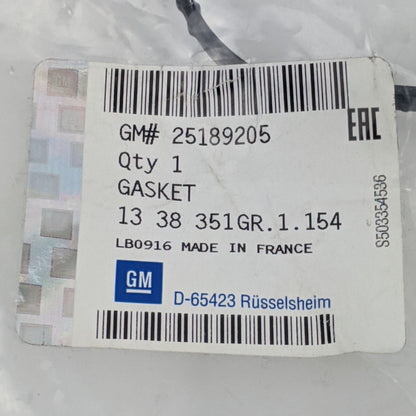 GM
GM# 25189205
EAC
Qty 1
GASKET
13 38 351GR.1.154
LB0916 MADE IN FRANCE
S503354536
GM
D-65423 Rüsselsheim